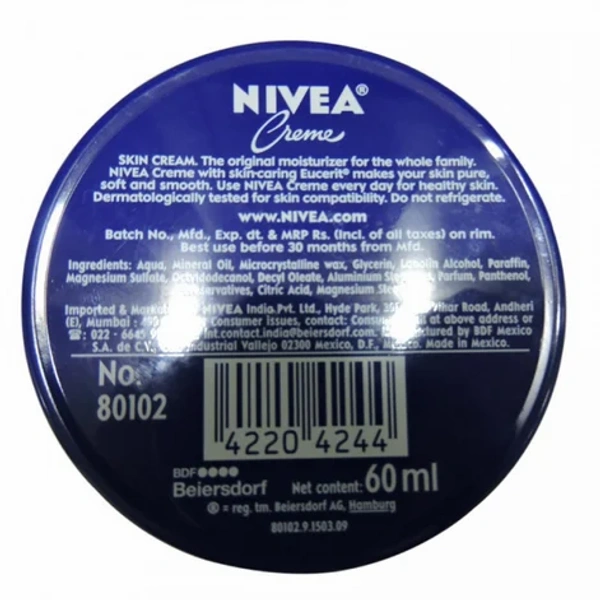 NIVEA®
Creme
SKIN CREAM. The original moisturizer for the whole family.
NIVEA Creme with skin-caring Eucerit® makes your skin pure,
soft and smooth. Use NIVEA Creme every day for healthy skin.
Dermatologically tested for skin compatibility. Do not refrigerate.
www.NIVEA.com
Batch No., Mfd., Exp. dt. & MRP Rs. (Incl. of all taxes) on rim.
Best use before 30 months from Mfd.
Ingredients: Aqua, Mineral Oil, Microcrystalline wax, Glycerin, Lanolin Alcohol, Paraffin,
Magnesium Sulfate, Octyldodecanol, Decyl Oleate, Aluminium Parfum, Panthenol,
Citric Acid, Magnesium
Imported & NIVEA India Pvt. Ltd., Hyde Park, Road, Andheri
(E), Mumbai Consumer issues, contact: at above address or
☎: 022 - by BDF Mexico
S.A. de C.V. Vallejo 02300 Mexico, D.F., Mexico. Made in Mexico.
No.
80102
4220 4244
BDF●●●●
Beiersdorf
Net content: 60 ml
® = reg. tm. Beiersdorf AG, Hamburg
80102.9.1503.09